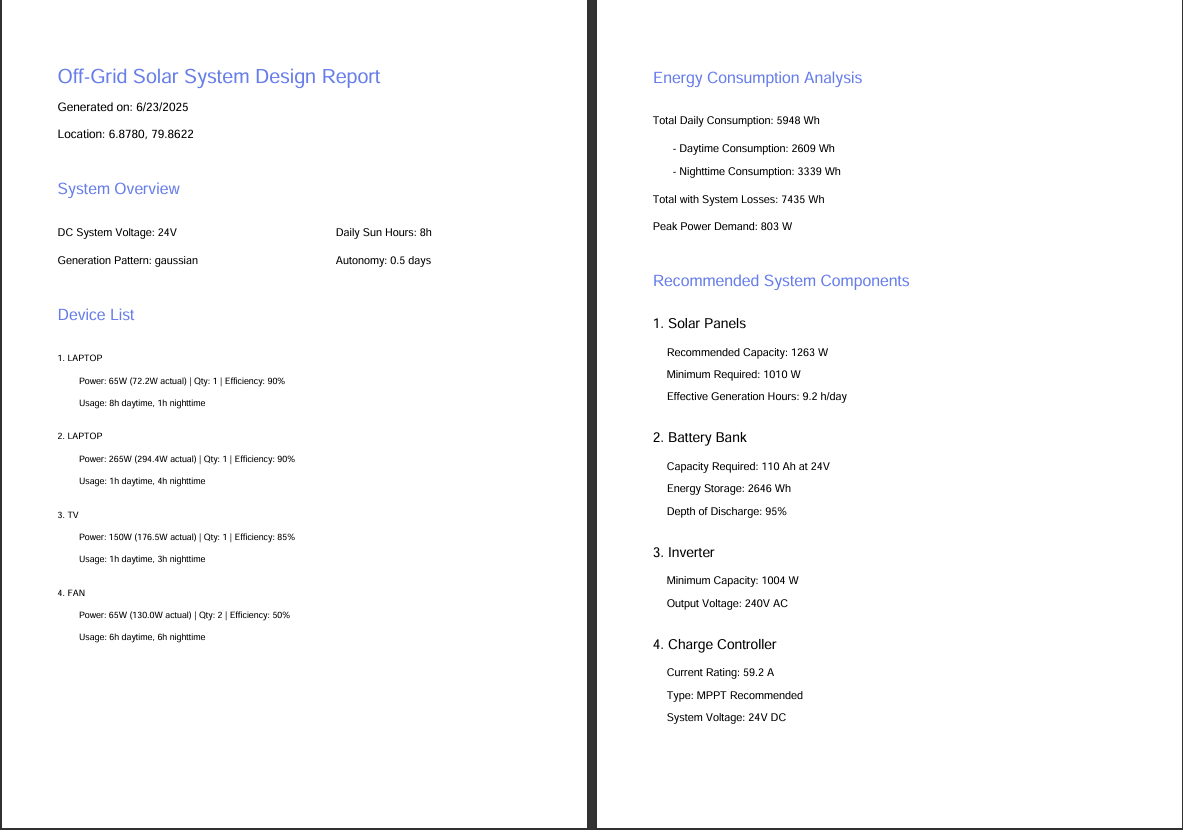 Off-Grid Solar System Design Report
Generated on: 6/23/2025
Location: 6.8780, 79.8622
System Overview
DC System Voltage: 24V
Daily Sun Hours: 8h
Generation Pattern: gaussian
Autonomy: 0.5 days
Device List
1. LAPTOP
Power: 65W (72.2W actual) | Qty: 1 | Efficiency: 90%
Usage: 8h daytime, 1h nighttime
2. LAPTOP
Power: 265W (294.4W actual) | Qty: 1 | Efficiency: 90%
Usage: 1h daytime, 4h nighttime
3. TV
Power: 150W (176.5W actual) | Qty: 1 | Efficiency: 85%
Usage: 1h daytime, 3h nighttime
4. FAN
Power: 65W (130.0W actual) | Qty: 2 | Efficiency: 50%
Usage: 6h daytime, 6h nighttime
Energy Consumption Analysis
Total Daily Consumption: 5948 Wh
- Daytime Consumption: 2609 Wh
- Nighttime Consumption: 3339 Wh
Total with System Losses: 7435 Wh
Peak Power Demand: 803 W
Recommended System Components
1. Solar Panels
Recommended Capacity: 1263 W
Minimum Required: 1010 W
Effective Generation Hours: 9.2 h/day
2. Battery Bank
Capacity Required: 110 Ah at 24V
Energy Storage: 2646 Wh
Depth of Discharge: 95%
3. Inverter
Minimum Capacity: 1004 W
Output Voltage: 240V AC
4. Charge Controller
Current Rating: 59.2 A
Type: MPPT Recommended
System Voltage: 24V DC